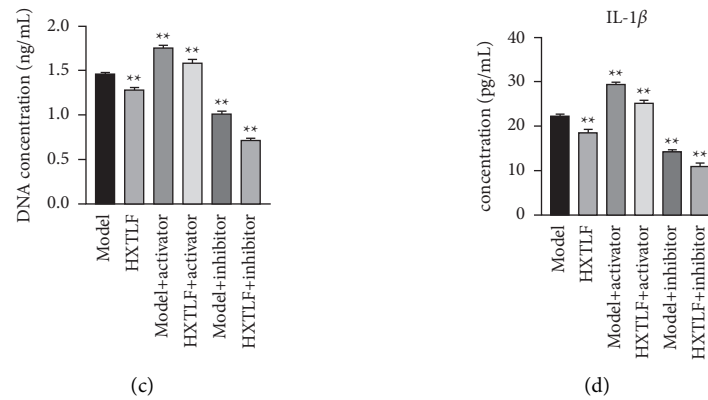 DNA concentration (ng/mL)
2.0
1.5
1.0
0.5
0.0
**
**
**
**
**
Model
HXTLF
Model+activator
HXTLF+activator
Model+inhibitor
HXTLF+inhibitor
(c)
IL-1β
concentration (pg/mL)
40
30
20
10
0
**
**
**
**
**
Model
HXTLF
Model+activator
HXTLF+activator
Model+inhibitor
HXTLF+inhibitor
(d)